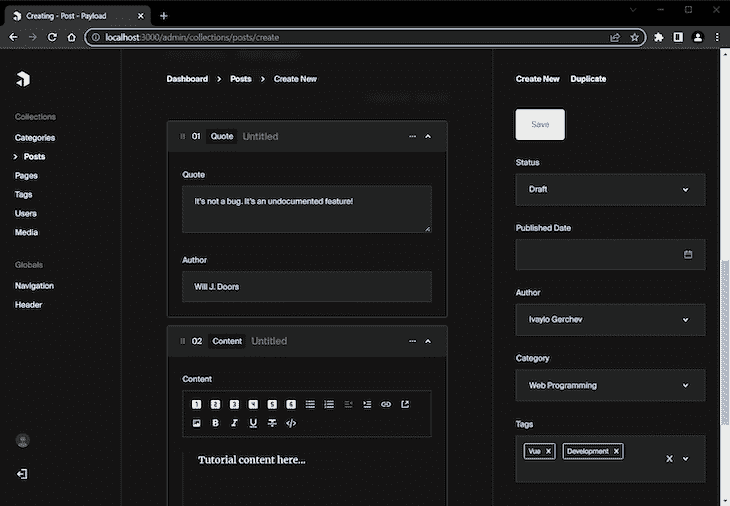 Creating - Post - Payload
localhost:3000/admin/collections/posts/create
Dashboard > Posts > Create New
Create New Duplicate
Collections
Categories
> Posts
Pages
Tags
Users
Media
Globals
Navigation
Header
01 Quote Untitled
Quote
It's not a bug. It's an undocumented feature!
Author
Will J. Doors
02 Content Untitled
Content
1 2 3 4 5 6
B I U S </>
Tutorial content here...
Save
Status
Draft
Published Date
Author
Ivaylo Gerchev
Category
Web Programming
Tags
Vue Development